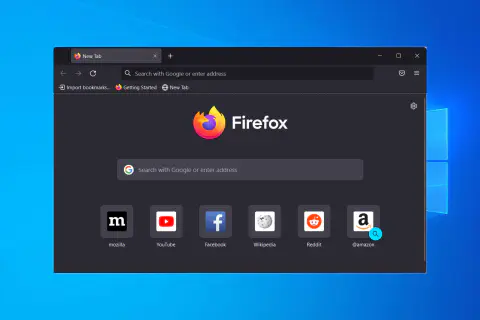 New Tab
Search with Google or enter address
Import bookmarks... Getting Started New Tab
Firefox
Search with Google or enter address
m
f
a
mozilla YouTube Facebook Wikipedia Reddit @amazon